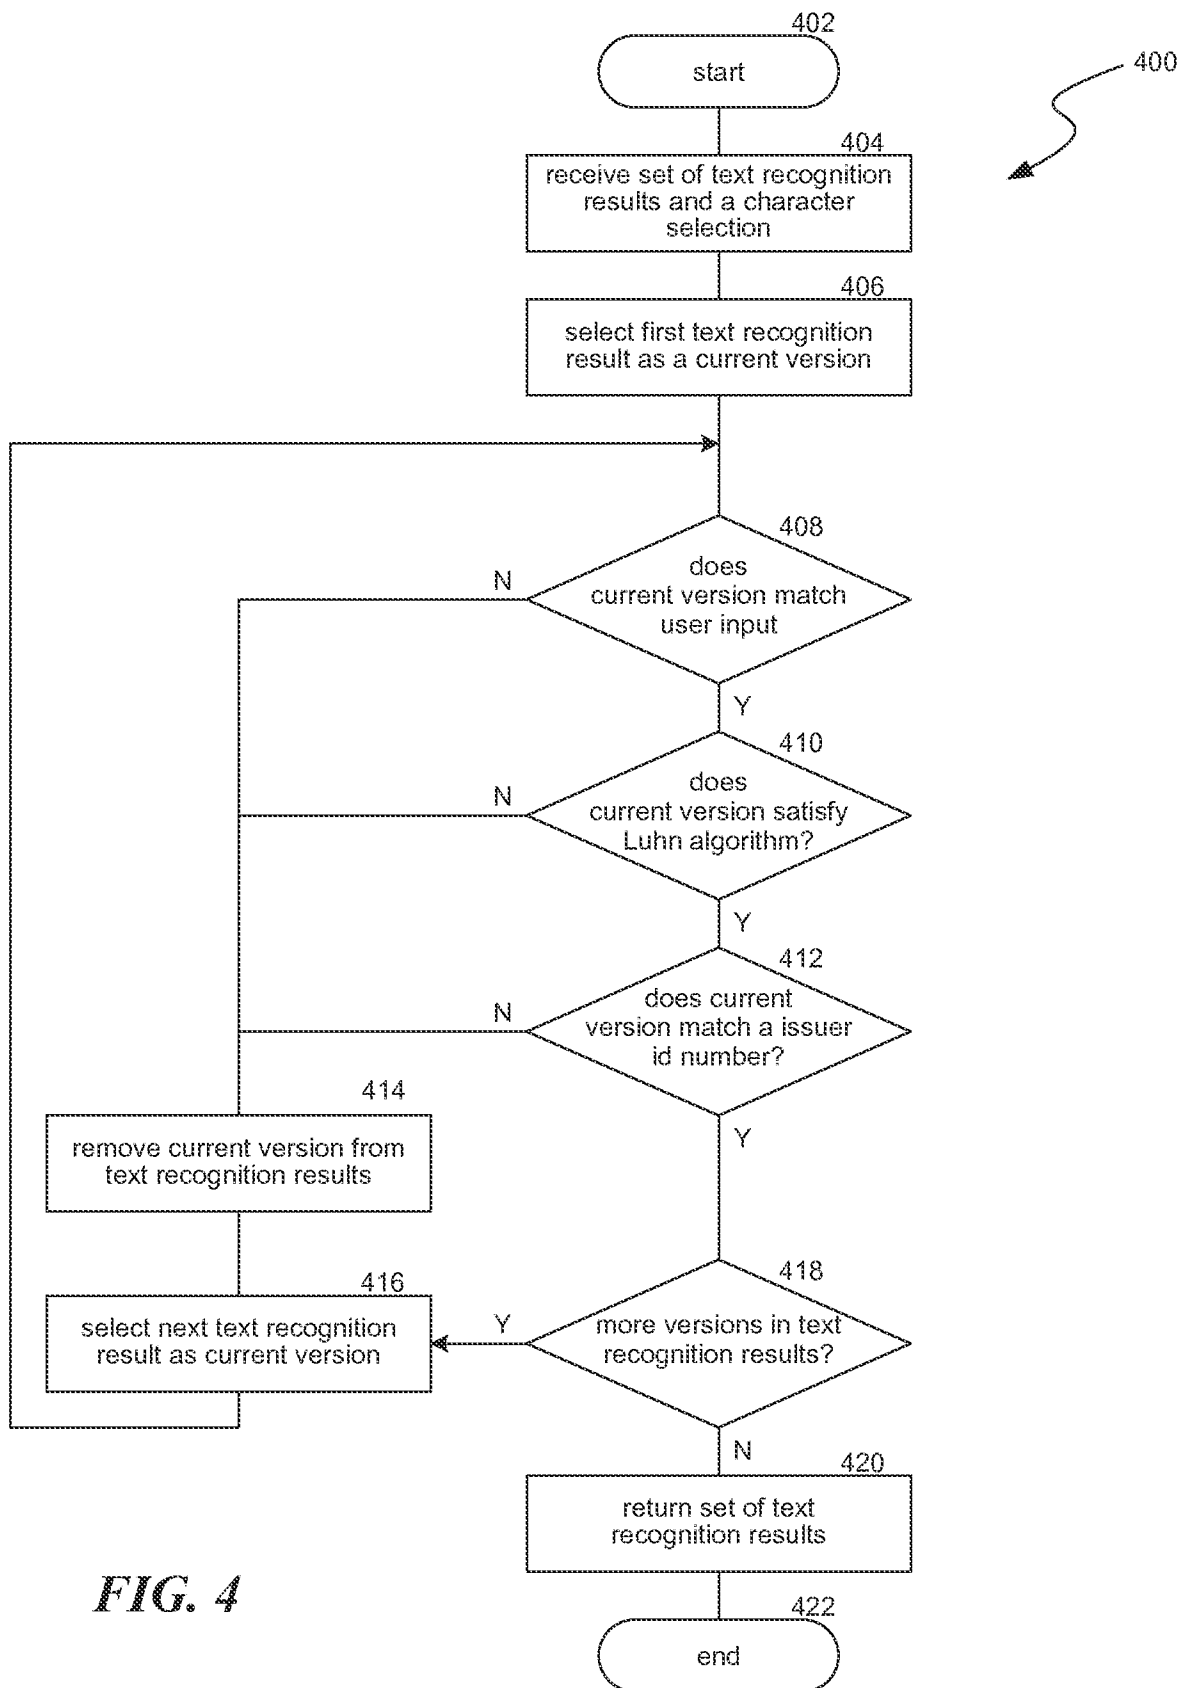 402
start
400
404
receive set of text recognition
results and a character
selection
406
select first text recognition
result as a current version
408
does
current version match
user input
N
Y
410
does
current version satisfy
Luhn algorithm?
N
Y
412
does current
version match a issuer
id number?
N
Y
414
remove current version from
text recognition results
416
select next text recognition
result as current version
418
more versions in text
recognition results?
Y
N
420
return set of text
recognition results
FIG. 4
422
end